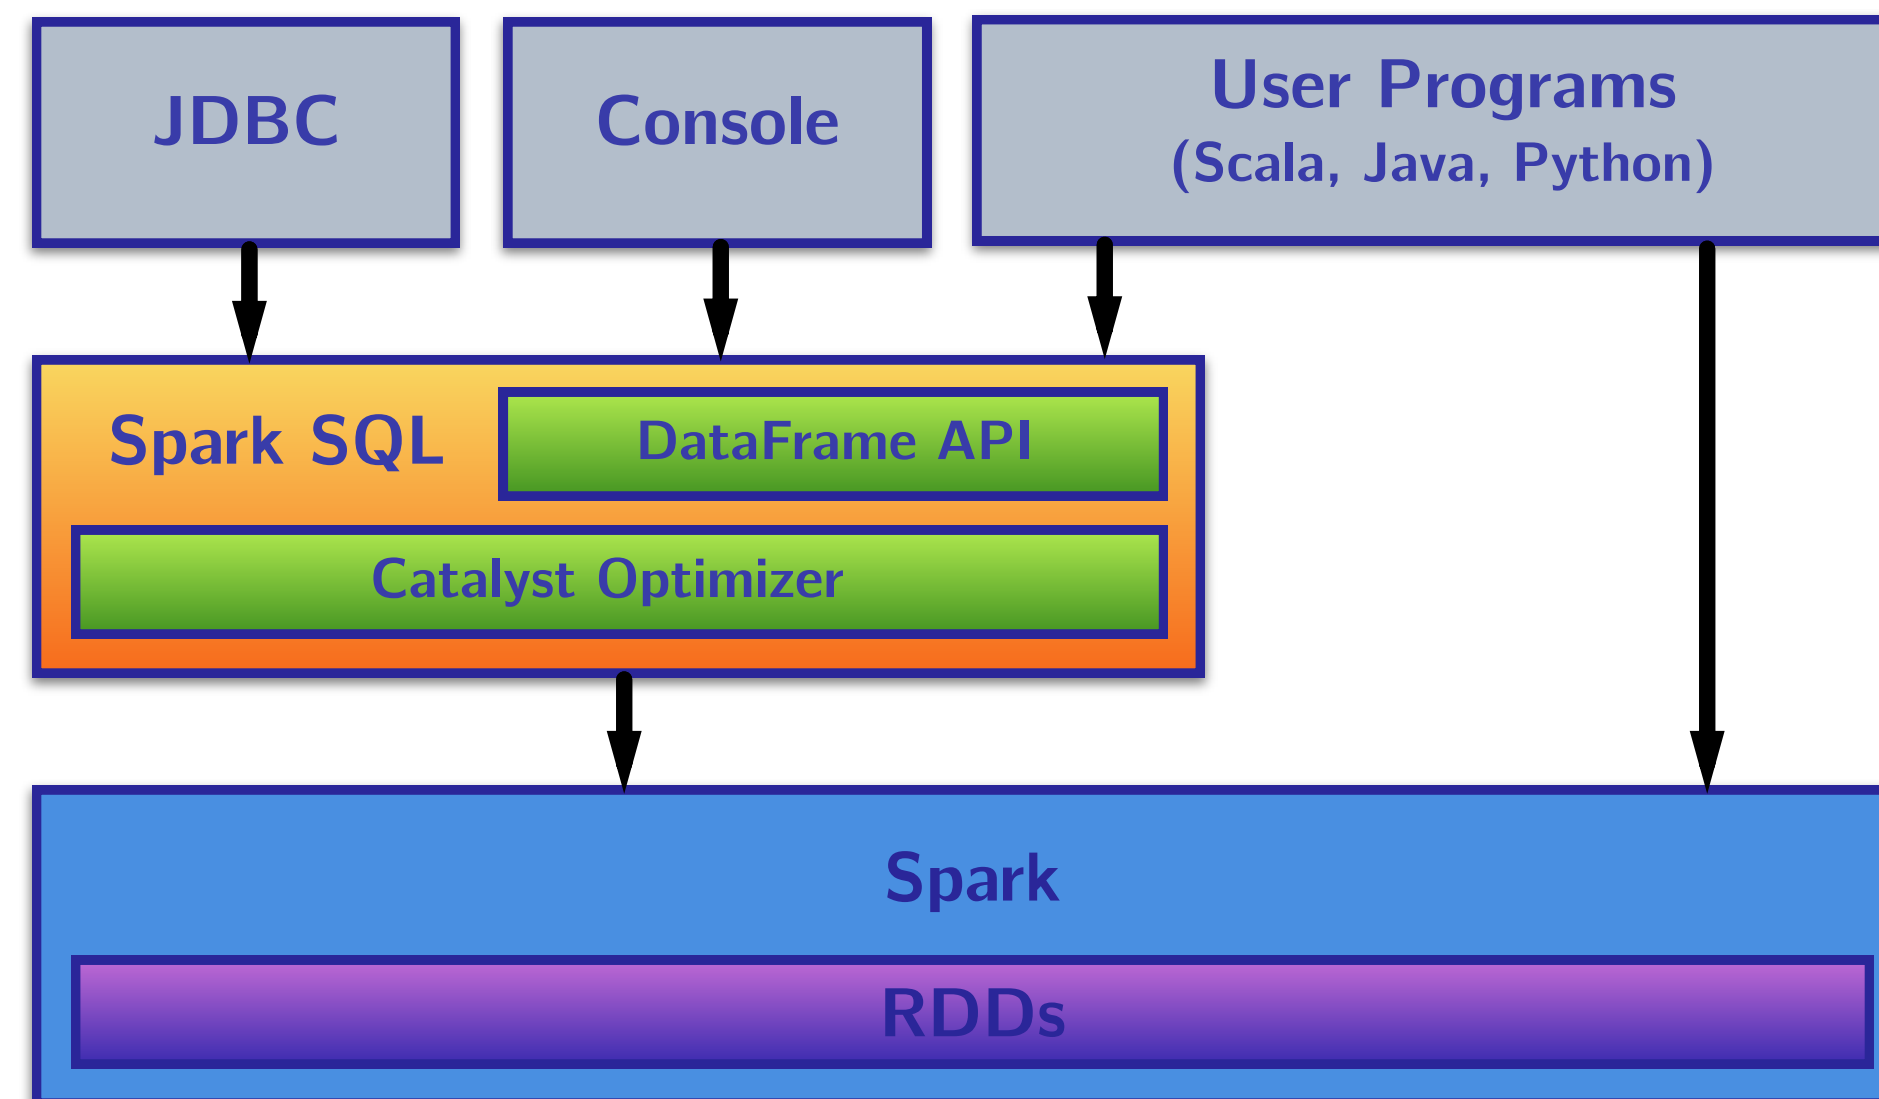 JDBC
Console
User Programs
(Scala, Java, Python)
Spark SQL
DataFrame API
Catalyst Optimizer
Spark
RDDs